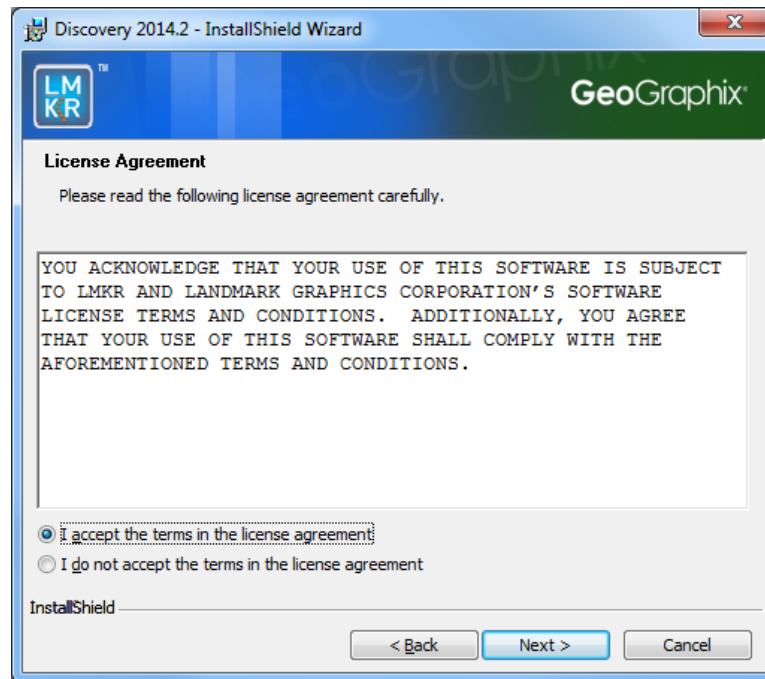 Discovery 2014.2 - InstallShield Wizard
LMKR™
GeoGraphix
License Agreement
Please read the following license agreement carefully.
YOU ACKNOWLEDGE THAT YOUR USE OF THIS SOFTWARE IS SUBJECT
TO LMKR AND LANDMARK GRAPHICS CORPORATION’S SOFTWARE
LICENSE TERMS AND CONDITIONS.  ADDITIONALLY, YOU AGREE
THAT YOUR USE OF THIS SOFTWARE SHALL COMPLY WITH THE
AFOREMENTIONED TERMS AND CONDITIONS.
I accept the terms in the license agreement
I do not accept the terms in the license agreement
InstallShield
< Back
Next >
Cancel